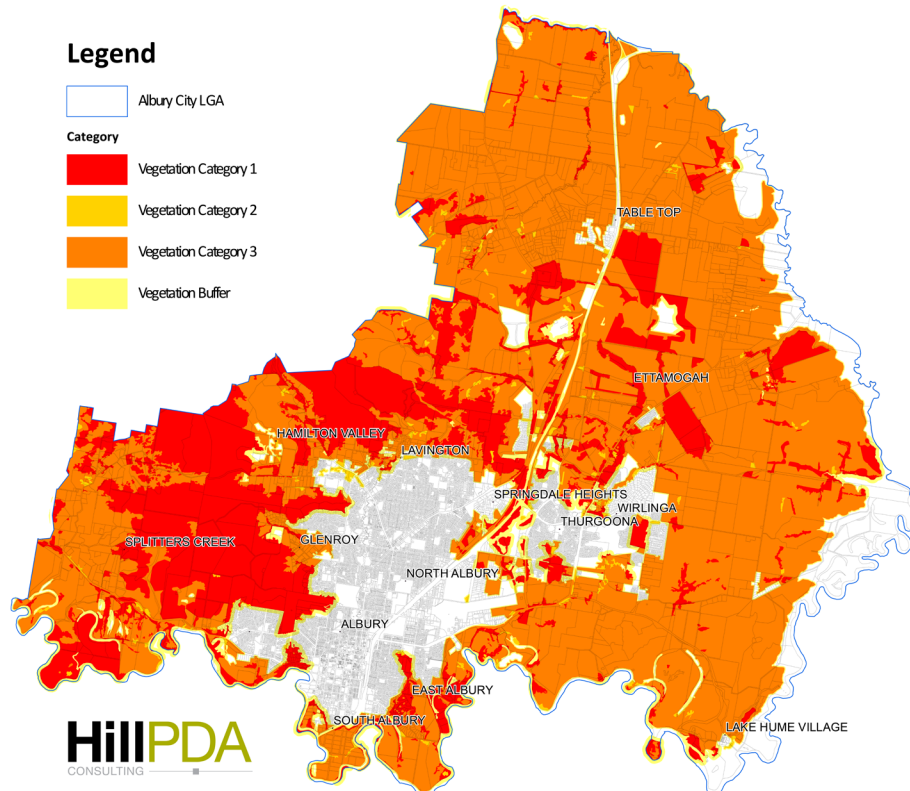 Legend
Albury City LGA
Category
Vegetation Category 1
Vegetation Category 2
Vegetation Category 3
Vegetation Buffer
TABLE TOP
ETTAMOGAH
HAMILTON VALLEY
LAVINGTON
SPRINGDALE HEIGHTS
WIRLINGA
THURGOONA
SPLITTERS CREEK
GLENROY
NORTH ALBURY
ALBURY
EAST ALBURY
SOUTH ALBURY
LAKE HUME VILLAGE
HillPDA
CONSULTING